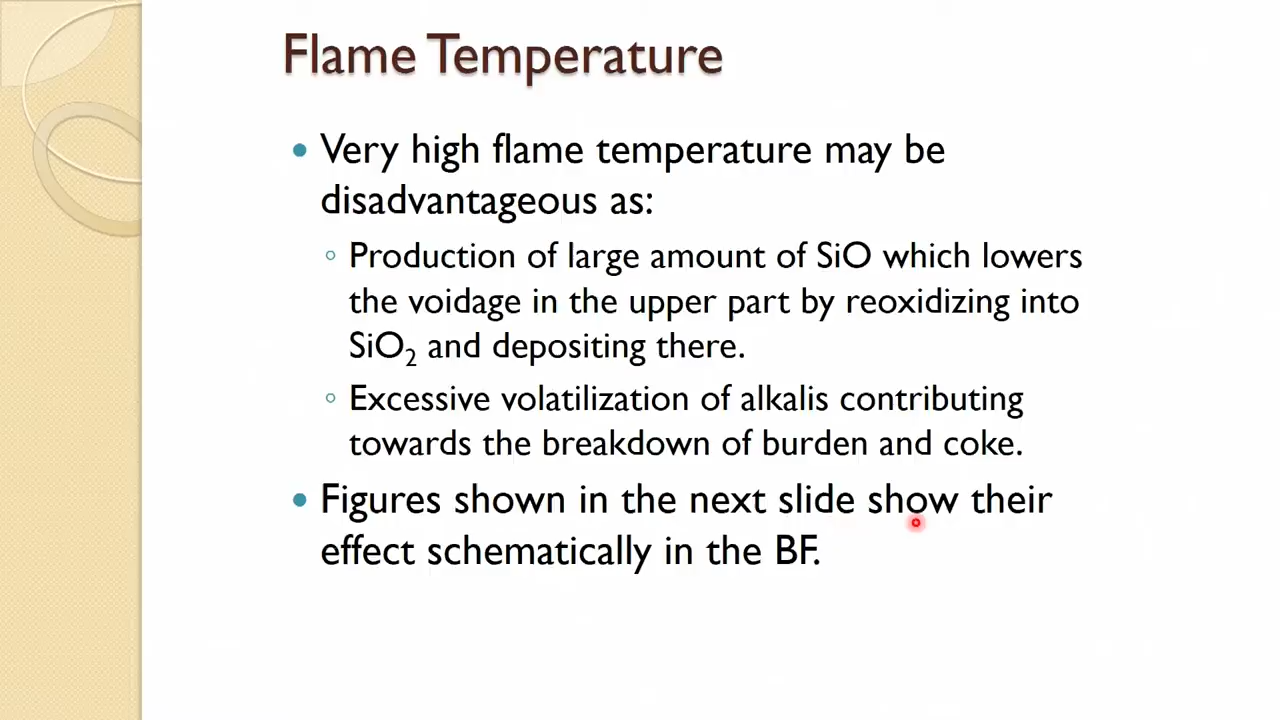 Flame Temperature
• Very high flame temperature may be
disadvantageous as:
◦ Production of large amount of SiO which lowers
the voidage in the upper part by reoxidizing into
SiO₂ and depositing there.
◦ Excessive volatilization of alkalis contributing
towards the breakdown of burden and coke.
• Figures shown in the next slide show their
effect schematically in the BF.